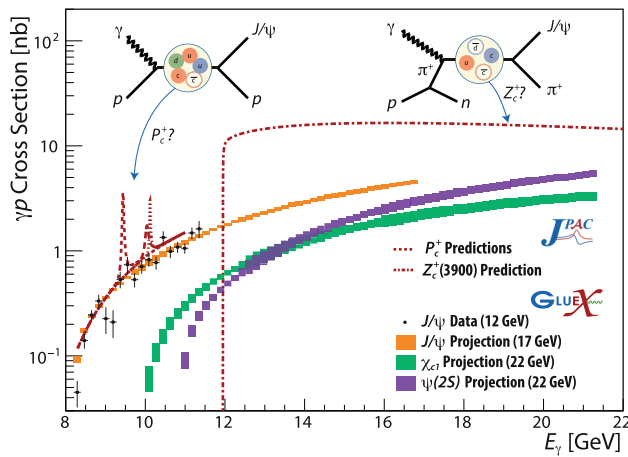 γp Cross Section [nb]
10²
10
1
10⁻¹
γ
J/ψ
d
u
u
c
c̅
p
p
P_c⁺?
γ
J/ψ
d̅
u
c
c̅
π⁺
Z_c⁺?
π⁺
p
n
JPAC
P_c⁺ Predictions
Z_c⁺(3900) Prediction
GLUEX
J/ψ Data (12 GeV)
J/ψ Projection (17 GeV)
χ_c1 Projection (22 GeV)
ψ(2S) Projection (22 GeV)
8 10 12 14 16 18 20 22
E_γ [GeV]